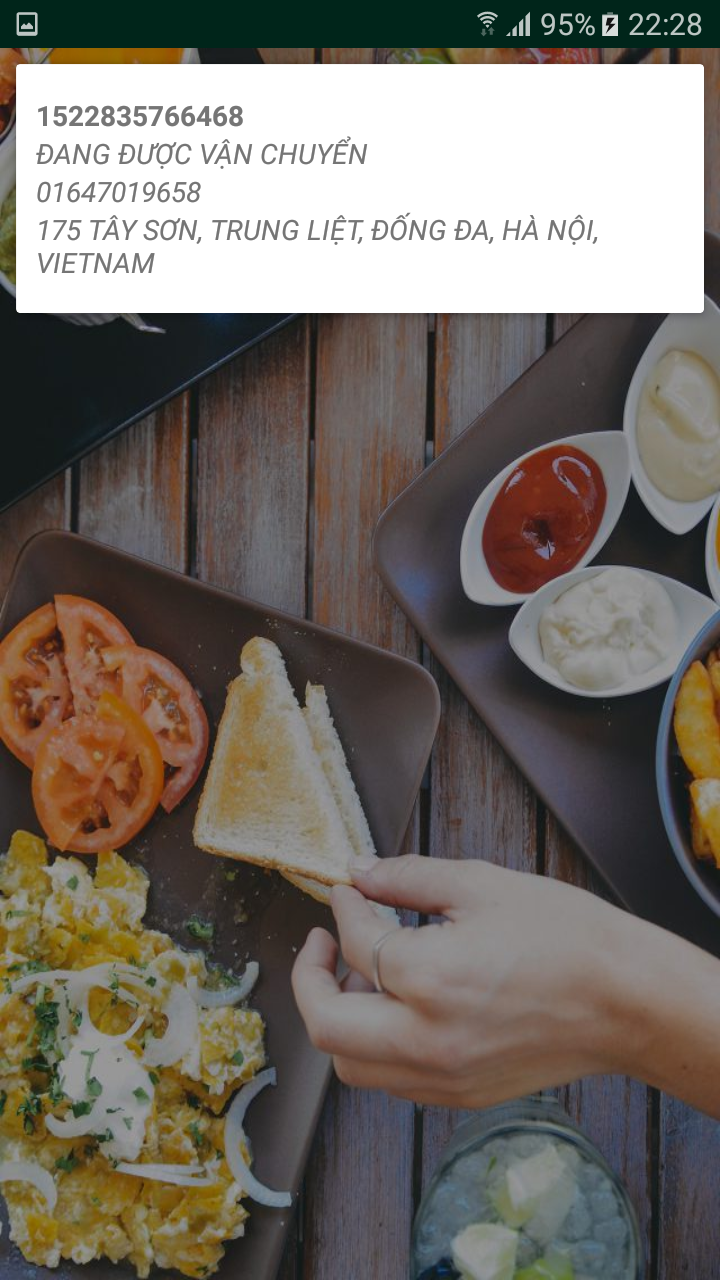 95% 22:28
1522835766468
ĐANG ĐƯỢC VẬN CHUYỂN
01647019658
175 TÂY SƠN, TRUNG LIỆT, ĐỐNG ĐA, HÀ NỘI,
VIETNAM